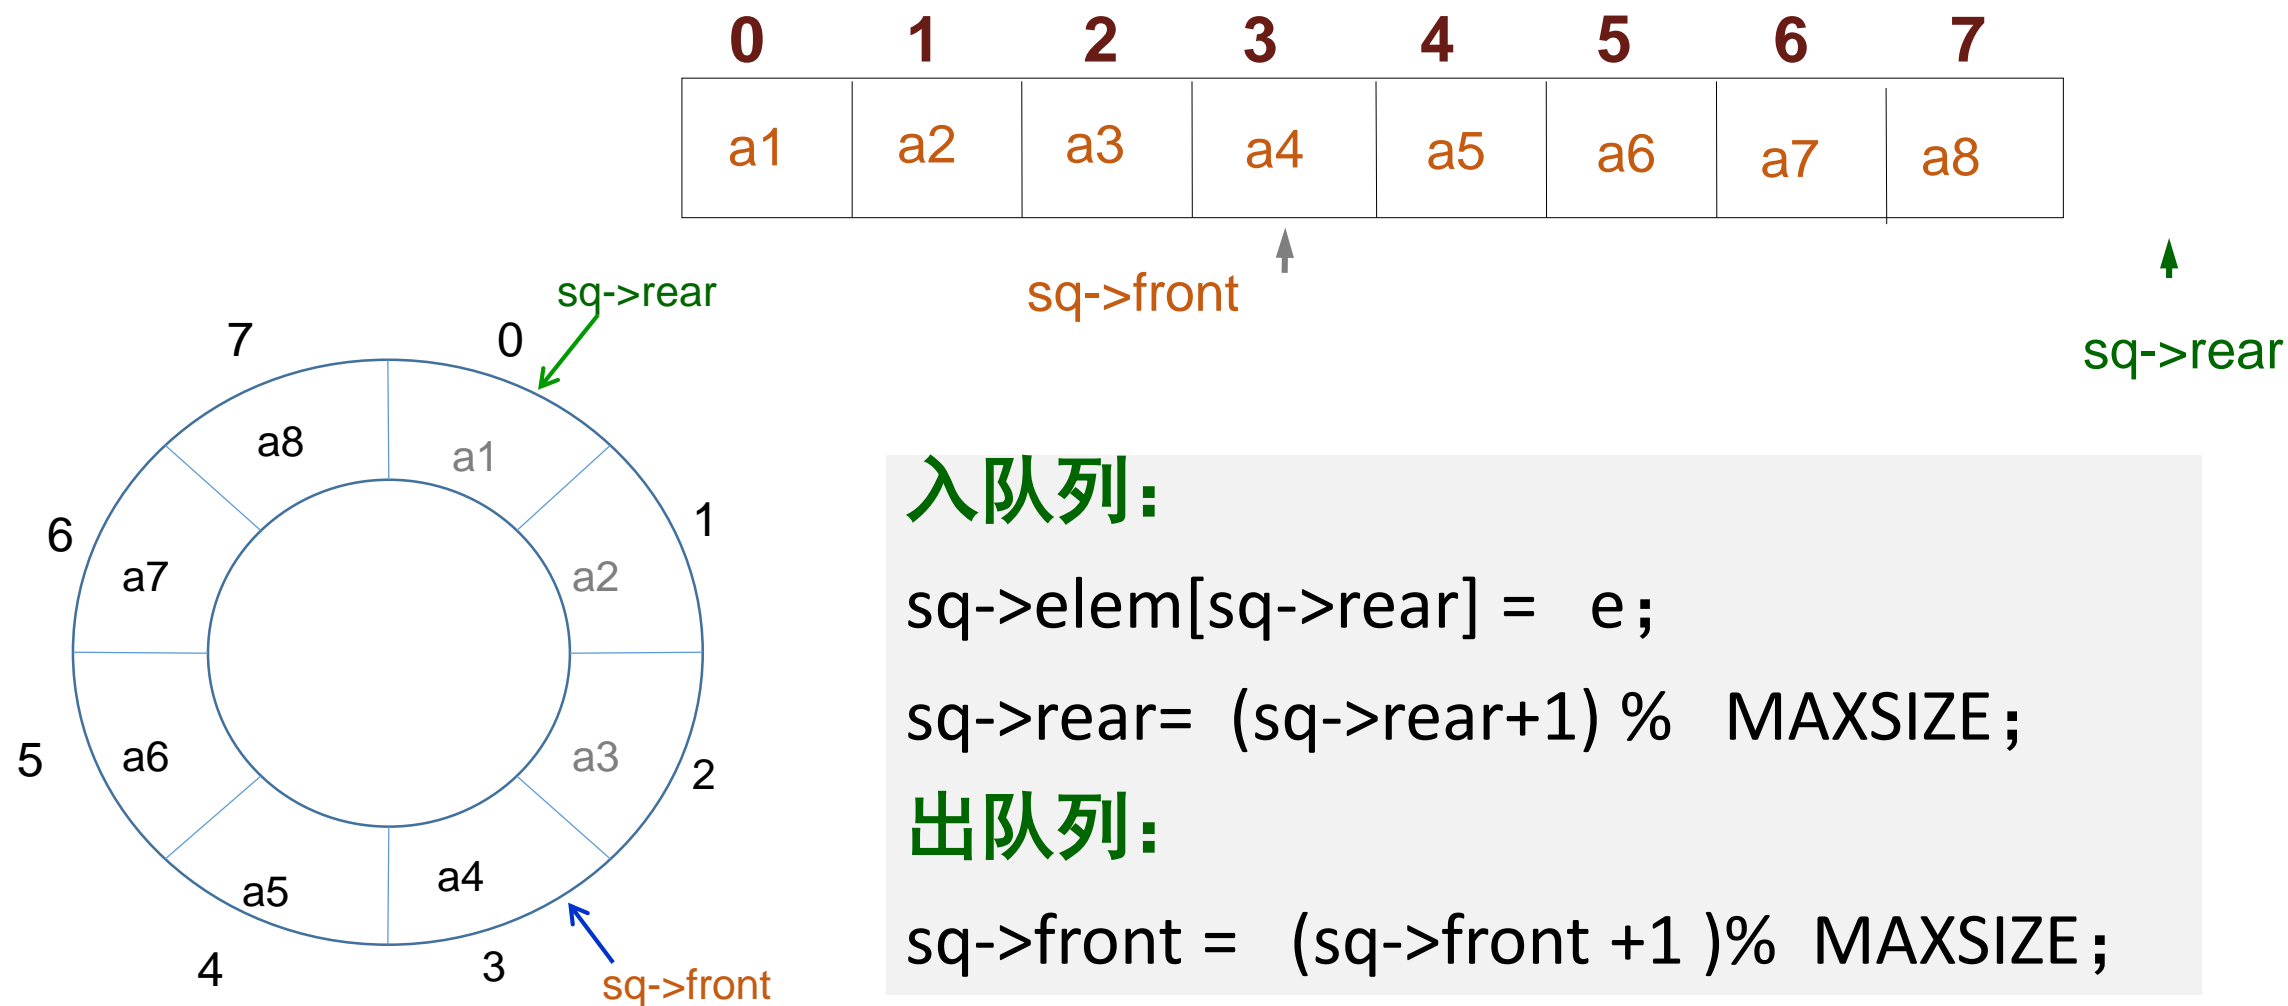 0 1 2 3 4 5 6 7
a1 a2 a3 a4 a5 a6 a7 a8
sq->front
sq->rear
sq->rear
7 0
a8 a1
6 1
a7 a2
5 2
a6 a3
a5 a4
4 3
sq->front
入队列：
sq->elem[sq->rear] = e；
sq->rear= (sq->rear+1) % MAXSIZE；
出队列：
sq->front = (sq->front +1 )% MAXSIZE；